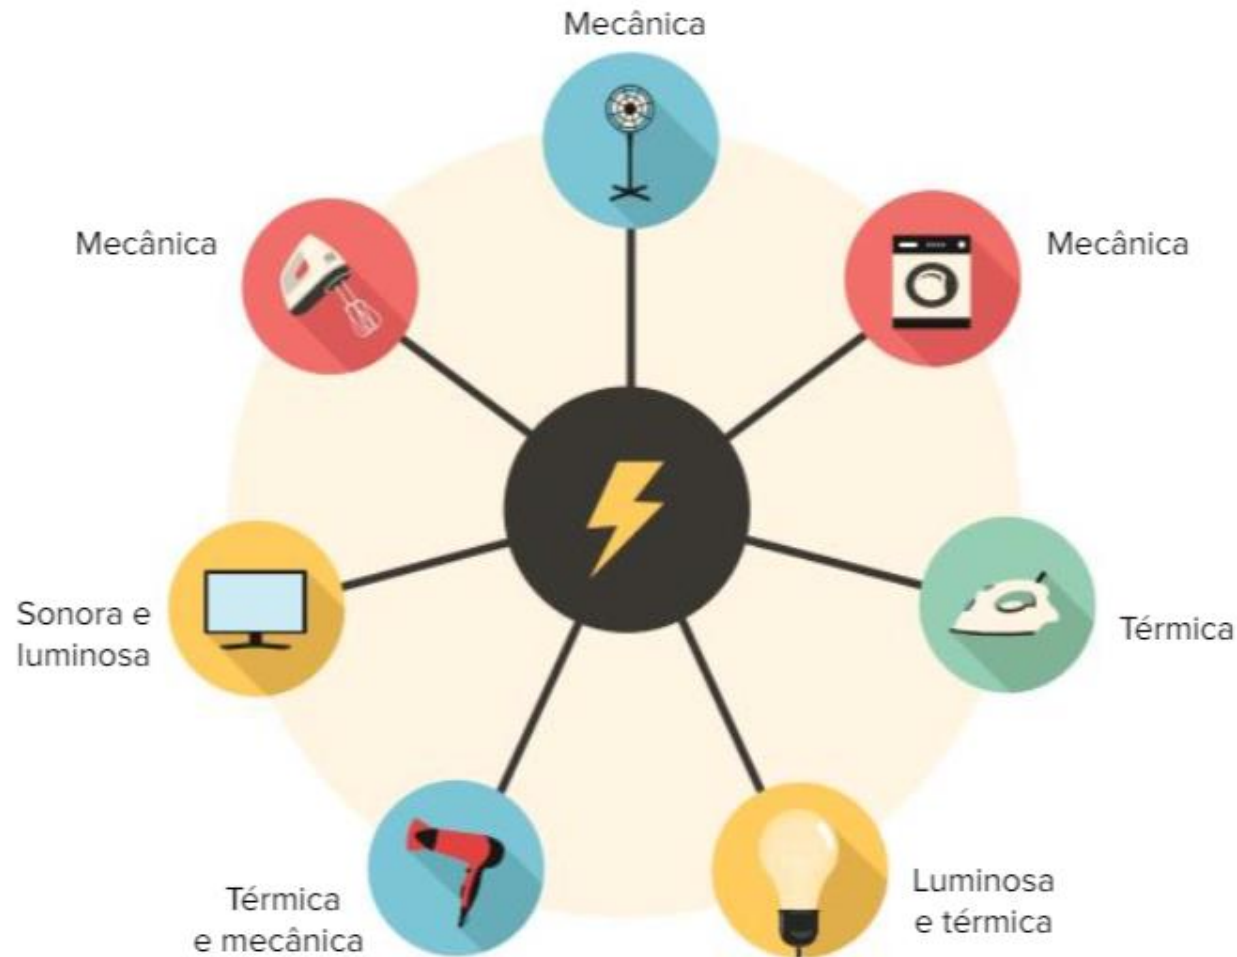 Mecânica
Mecânica
Mecânica
Sonora e
luminosa
Térmica
Térmica
e mecânica
Luminosa
e térmica